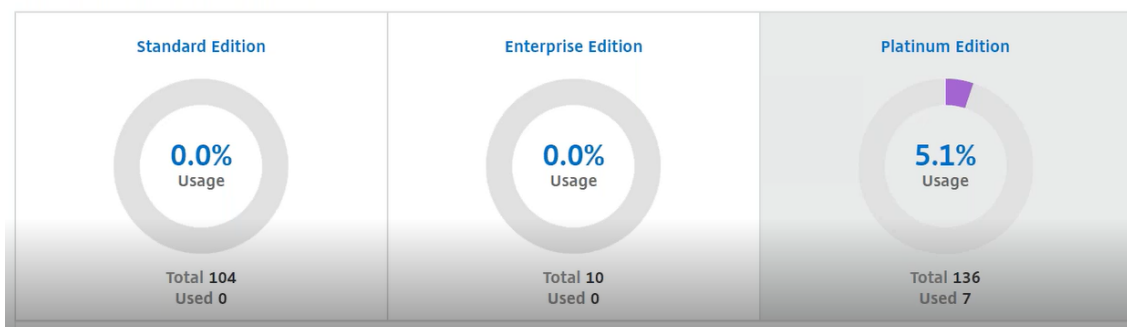 Standard Edition
0.0%
Usage
Total 104
Used 0
Enterprise Edition
0.0%
Usage
Total 10
Used 0
Platinum Edition
5.1%
Usage
Total 136
Used 7